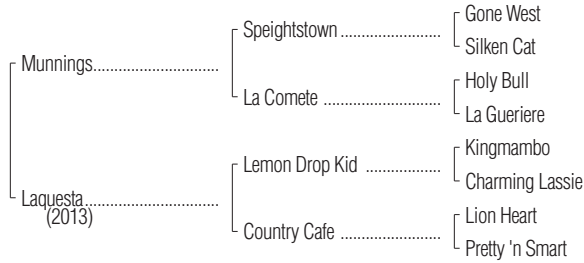 Gone West
Speightstown
Silken Cat
Munnings
Holy Bull
La Comete
La Gueriere
Kingmambo
Lemon Drop Kid
Charming Lassie
Laquesta
(2013)
Lion Heart
Country Cafe
Pretty 'n Smart